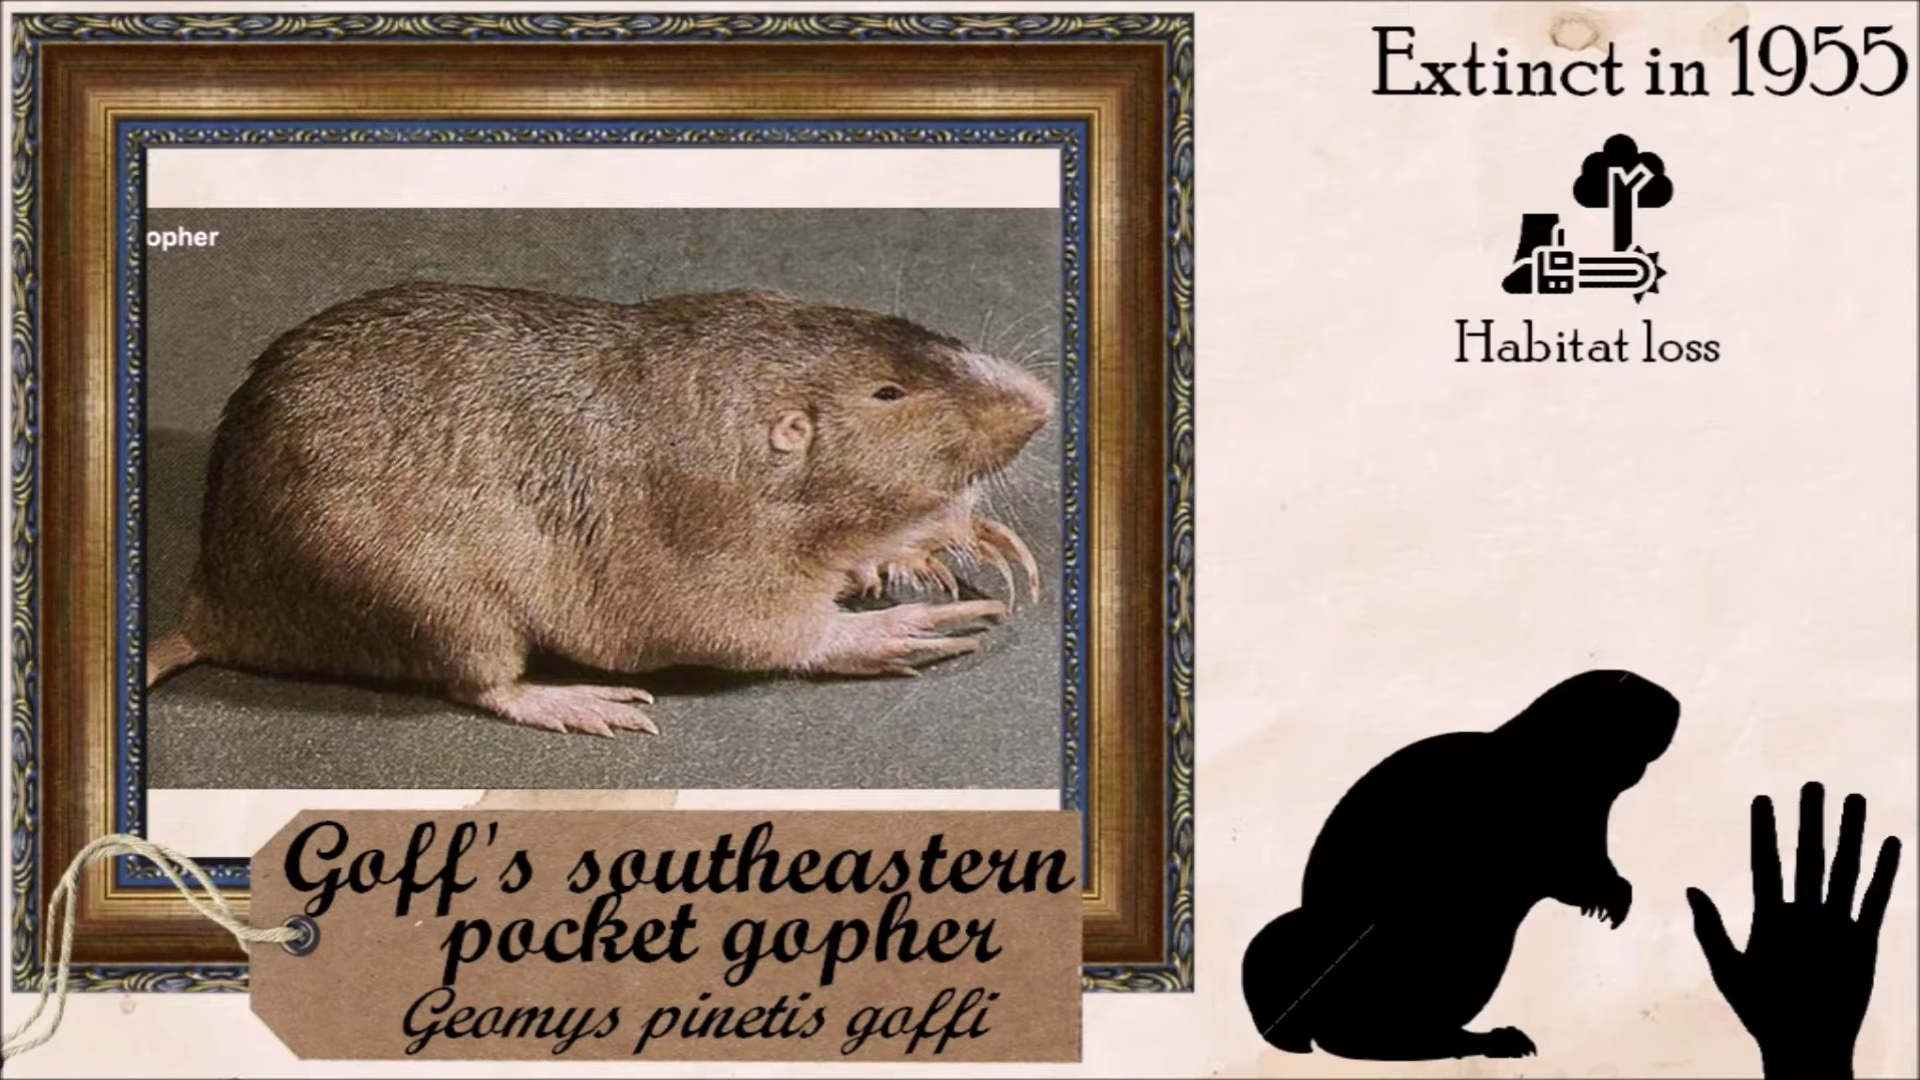 Extinct in 1955
opher
Habitat loss
Goff's southeastern
pocket gopher
Geomys pinetis goffi